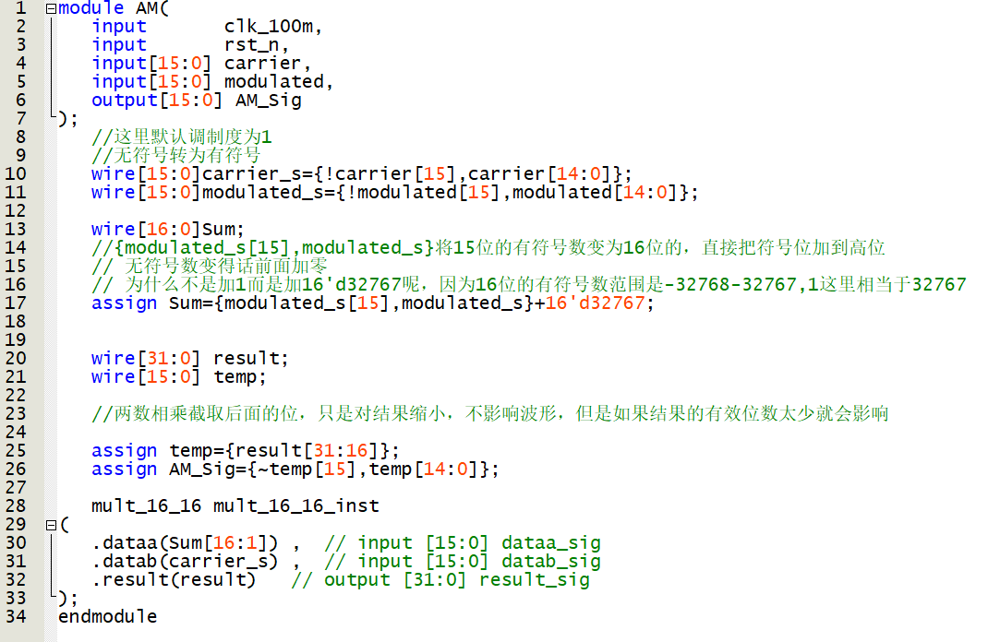 1 module AM(
2 input clk_100m,
3 input rst_n,
4 input[15:0] carrier,
5 input[15:0] modulated,
6 output[15:0] AM_Sig
7 );
8 //这里默认调制度为1
9 //无符号转为有符号
10 wire[15:0]carrier_s={!carrier[15],carrier[14:0]};
11 wire[15:0]modulated_s={!modulated[15],modulated[14:0]};
12
13 wire[16:0]Sum;
14 //{modulated_s[15],modulated_s}将15位的有符号数变为16位的，直接把符号位加到高位
15 // 无符号数变得话前面加零
16 // 为什么不是加1而是加16'd32767呢，因为16位的有符号数范围是-32768-32767,1这里相当于32767
17 assign Sum={modulated_s[15],modulated_s}+16'd32767;
18
19
20 wire[31:0] result;
21 wire[15:0] temp;
22
23 //两数相乘截取后面的位，只是对结果缩小，不影响波形，但是如果结果的有效位数太少就会影响
24
25 assign temp={result[31:16]};
26 assign AM_Sig={~temp[15],temp[14:0]};
27
28 mult_16_16 mult_16_16_inst
29 (
30 .dataa(Sum[16:1]) , // input [15:0] dataa_sig
31 .datab(carrier_s) , // input [15:0] datab_sig
32 .result(result) // output [31:0] result_sig
33 );
34 endmodule